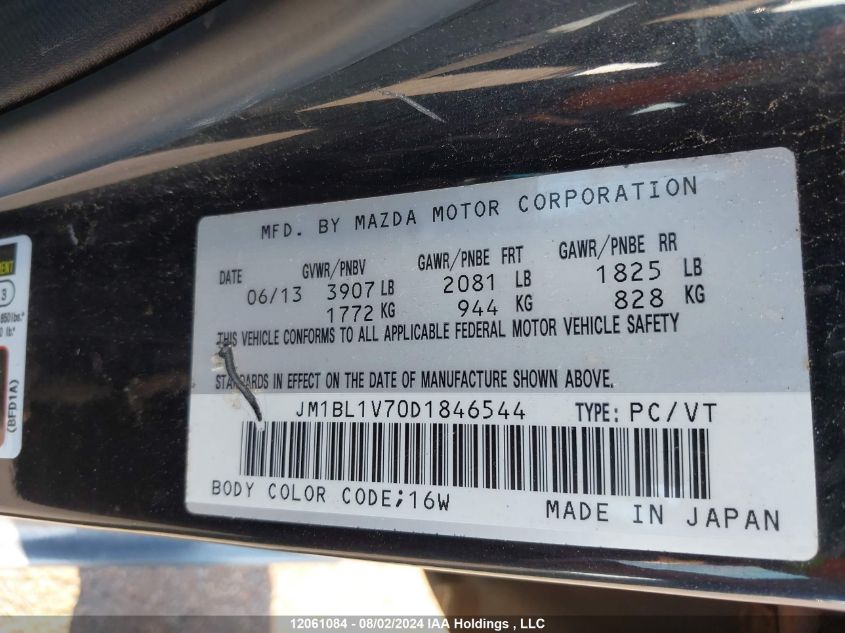 MFD. BY MAZDA MOTOR CORPORATION
DATE GVWR/PNBV GAWR/PNBE FRT GAWR/PNBE RR
06/13 3907 LB 2081 LB 1825 LB
1772 KG 944 KG 828 KG
THIS VEHICLE CONFORMS TO ALL APPLICABLE FEDERAL MOTOR VEHICLE SAFETY
STANDARDS IN EFFECT ON THE DATE OF MANUFACTURE SHOWN ABOVE.
JM1BL1V70D1846544 TYPE: PC/VT
BODY COLOR CODE;16W MADE IN JAPAN
(BFD1A)
12061084 - 08/02/2024 IAA Holdings , LLC